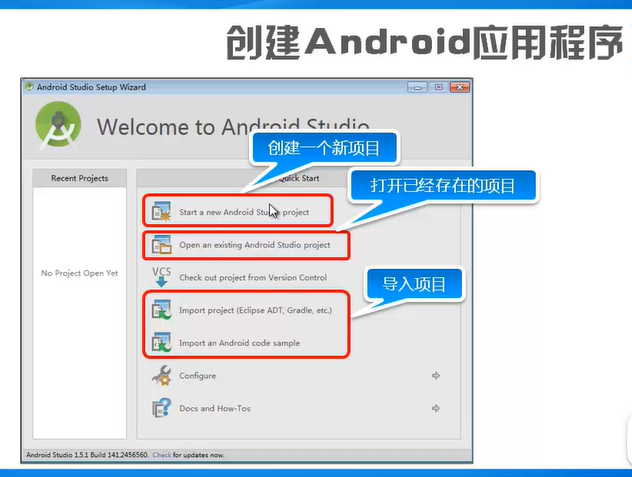 创建Android应用程序
Android Studio Setup Wizard
Welcome to Android Studio
创建一个新项目
Recent Projects
Quick Start
打开已经存在的项目
Start a new Android Studio project
Open an existing Android Studio project
No Project Open Yet
VCS
Check out project from Version Control
导入项目
Import project (Eclipse ADT, Gradle, etc.)
Import an Android code sample
Configure
Docs and How-Tos
Android Studio 1.5.1 Build 141.2456560. Check for updates now.